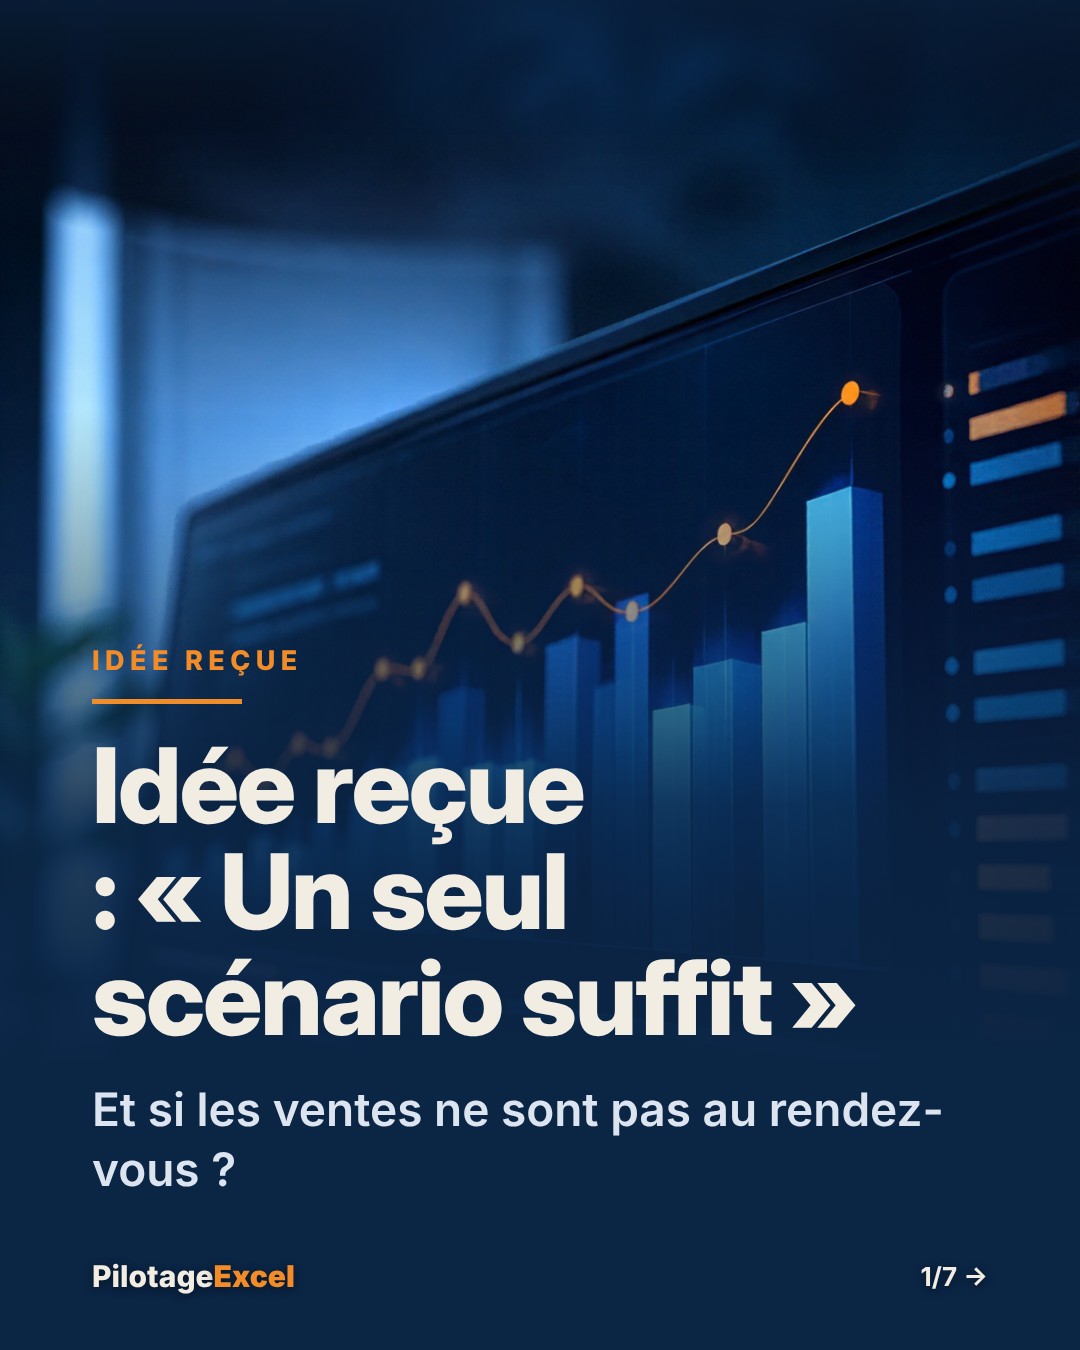 IDÉE REÇUE
Idée reçue
: « Un seul
scénario suffit »
Et si les ventes ne sont pas au rendez-
vous ?
PilotageExcel
1/7 →